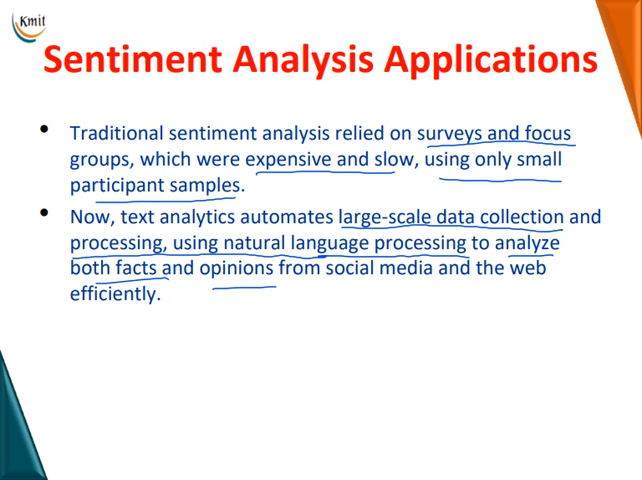 Kmit
Sentiment Analysis Applications
• Traditional sentiment analysis relied on surveys and focus
groups, which were expensive and slow, using only small
participant samples.
• Now, text analytics automates large-scale data collection and
processing, using natural language processing to analyze
both facts and opinions from social media and the web
efficiently.